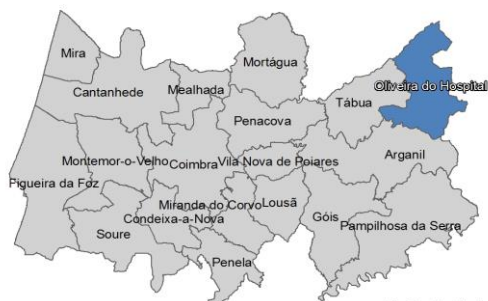 Mira
Mortágua
Cantanhede
Mealhada
Oliveira do Hospital
Tábua
Penacova
Montemor-o-Velho
Coimbra
Vila Nova de Poiares
Arganil
Figueira da Foz
Miranda do Corvo
Lousã
Condeixa-a-Nova
Góis
Pampilhosa da Serra
Soure
Penela